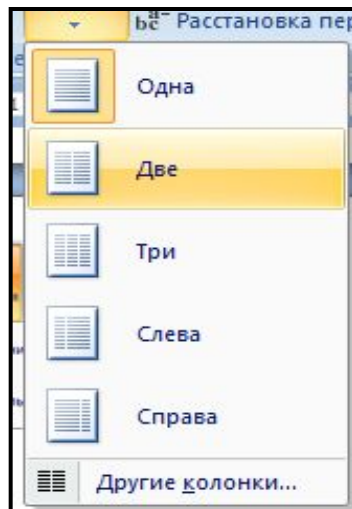 Расстановка пер
Одна
Две
Три
Слева
Справа
Другие колонки...